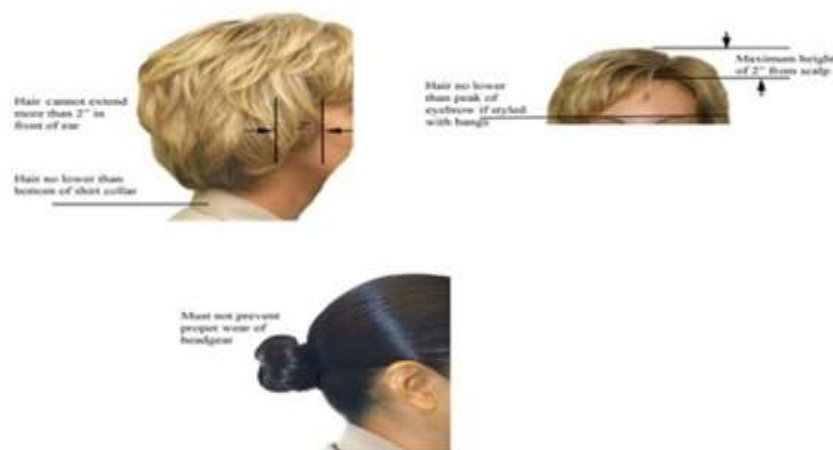 Hair cannot extend
more than 2" in
front of ear
2"
Hair no lower than
bottom of shirt collar
Maximum height
of 2" from scalp
Hair no lower
than peak of
eyebrow if styled
with bangs
Must not prevent
proper wear of
headgear